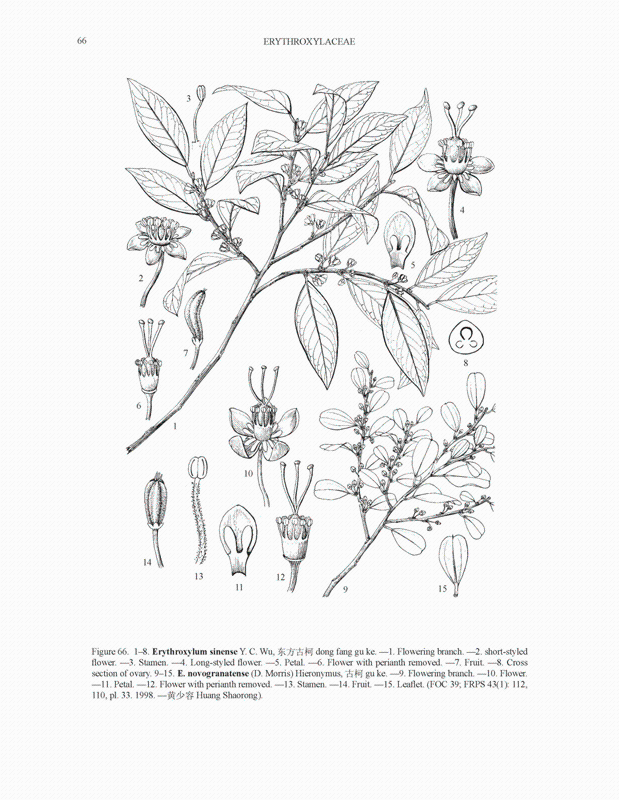 66
ERYTHROXYLACEAE
3
4
2
5
7
8
6
1
10
14
13
11
12
9
15
Figure 66. 1–8. Erythroxylum sinense Y. C. Wu, 东方古柯 dong fang gu ke. —1. Flowering branch. —2. short-styled
flower. —3. Stamen. —4. Long-styled flower. —5. Petal. —6. Flower with perianth removed. —7. Fruit. —8. Cross
section of ovary. 9–15. E. novogranatense (D. Morris) Hieronymus, 古柯 gu ke. —9. Flowering branch. —10. Flower.
—11. Petal. —12. Flower with perianth removed. —13. Stamen. —14. Fruit. —15. Leaflet. (FOC 39; FRPS 43(1): 112,
110, pl. 33. 1998. —黄少容 Huang Shaorong).